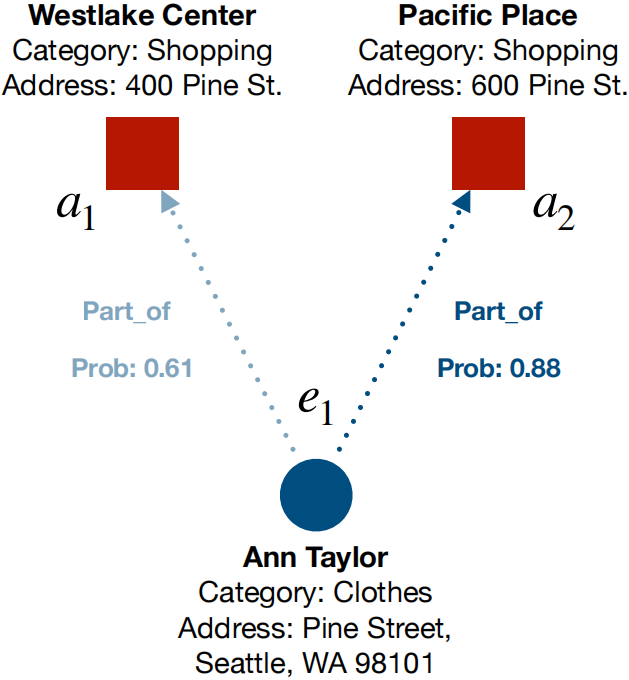 Westlake Center
Category: Shopping
Address: 400 Pine St.
Pacific Place
Category: Shopping
Address: 600 Pine St.
a1
a2
Part_of
Prob: 0.61
Part_of
Prob: 0.88
e1
Ann Taylor
Category: Clothes
Address: Pine Street,
Seattle, WA 98101